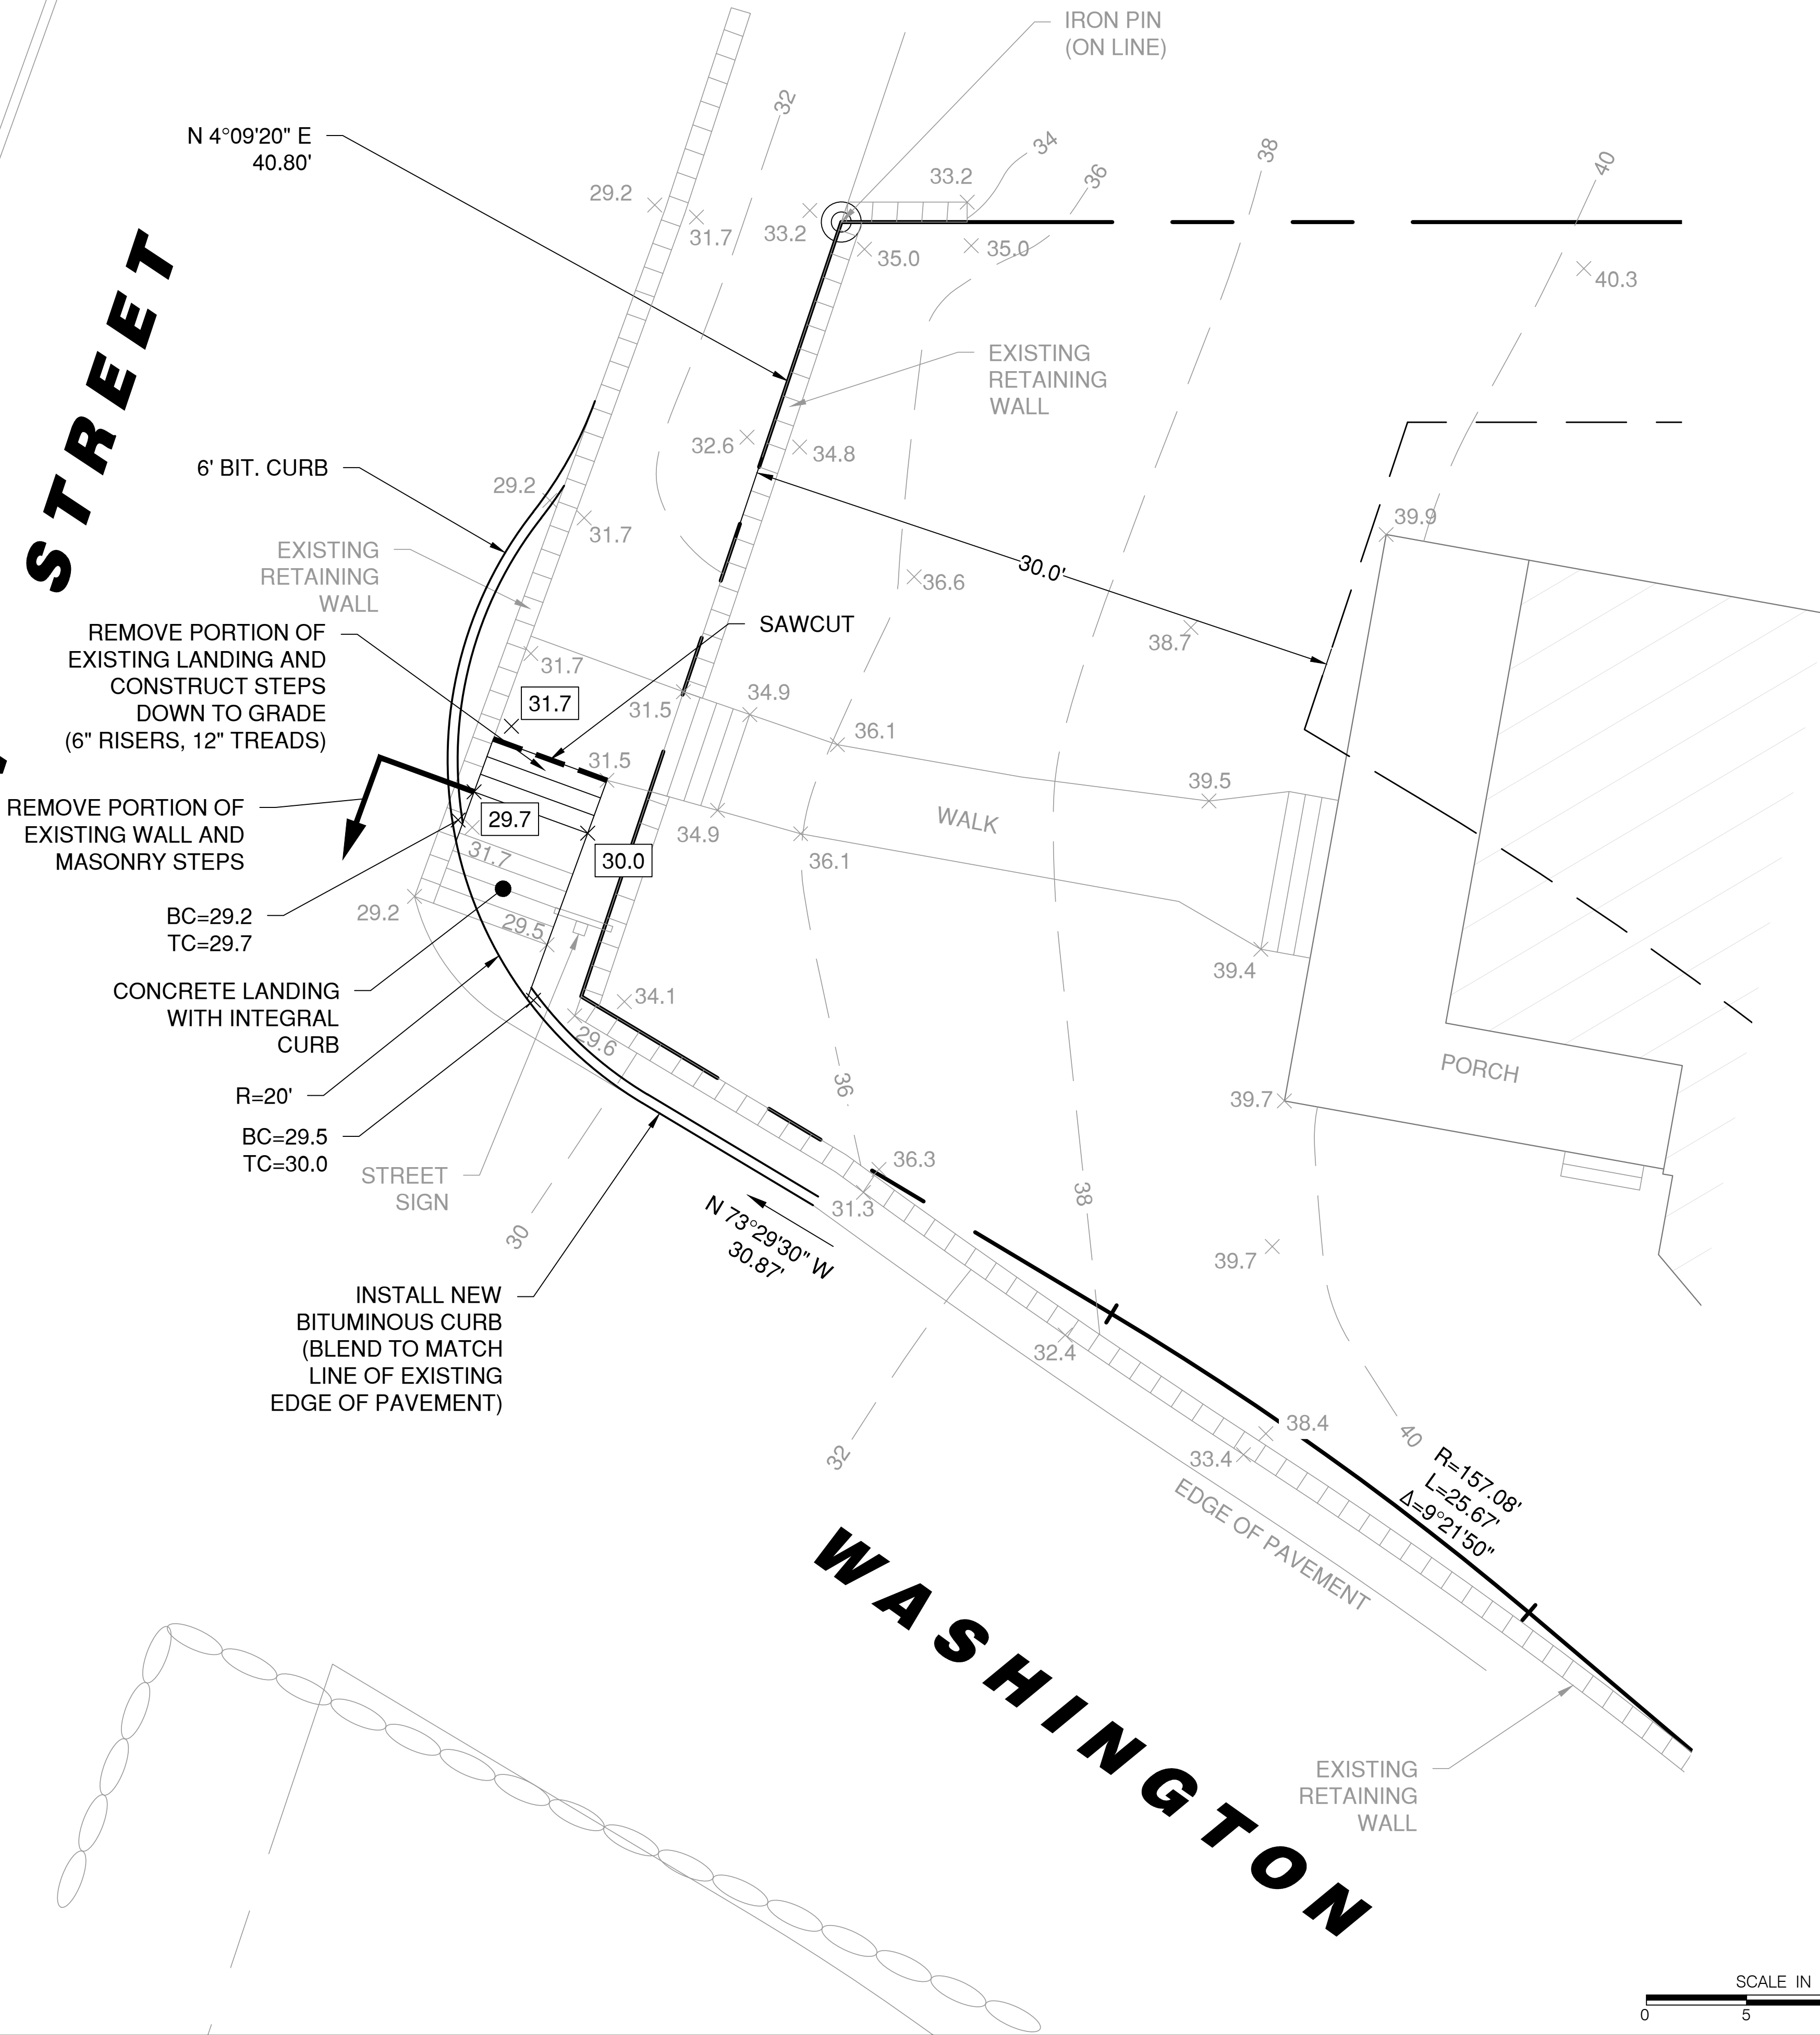 IRON PIN
(ON LINE)
32
N 4°09'20" E
40.80'
34
38
40
36
29.2
33.2
31.7
33.2
35.0
35.0
40.3
STREET
EXISTING
RETAINING
WALL
32.6
34.8
6' BIT. CURB
29.2
31.7
39.9
EXISTING
RETAINING
WALL
30.0'
36.6
38.7
REMOVE PORTION OF
EXISTING LANDING AND
CONSTRUCT STEPS
DOWN TO GRADE
(6" RISERS, 12" TREADS)
SAWCUT
31.7
31.7
31.5
34.9
36.1
31.5
39.5
REMOVE PORTION OF
EXISTING WALL AND
MASONRY STEPS
29.7
31.7
30.0
34.9
36.1
WALK
BC=29.2
TC=29.7
29.2
29.5
39.4
CONCRETE LANDING
WITH INTEGRAL
CURB
34.1
29.6
R=20'
36
PORCH
39.7
BC=29.5
TC=30.0
STREET
SIGN
36.3
31.3
38
30
N 73°29'30" W
30.87'
39.7
INSTALL NEW
BITUMINOUS CURB
(BLEND TO MATCH
LINE OF EXISTING
EDGE OF PAVEMENT)
32.4
32
38.4
33.4
40
R=157.08'
L=25.67'
Δ=9°21'50"
EDGE OF PAVEMENT
WASHINGTON
EXISTING
RETAINING
WALL
SCALE IN
0 5